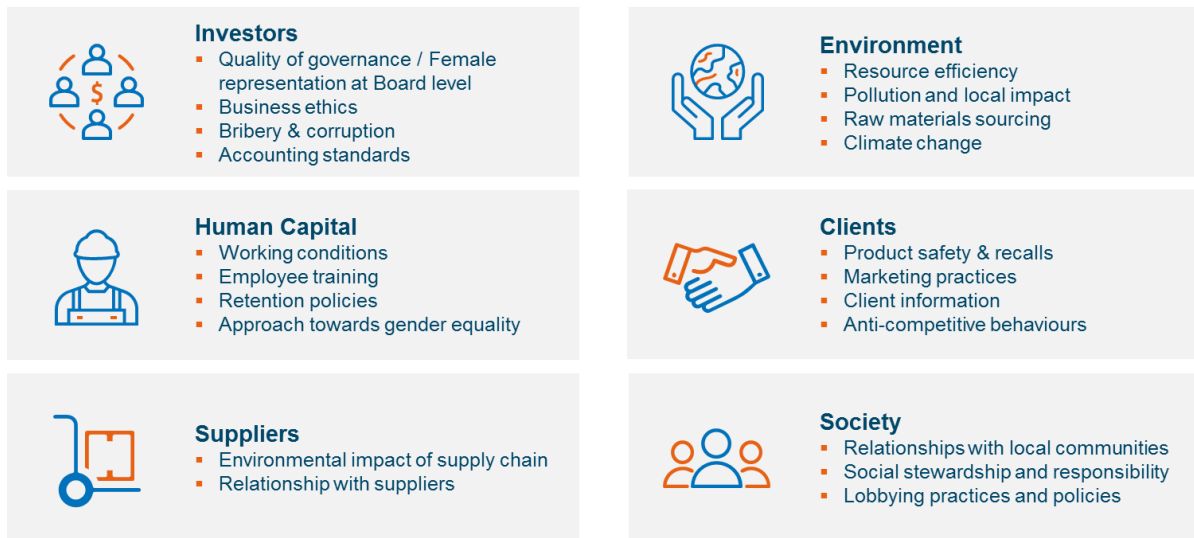 Investors
▪ Quality of governance / Female
representation at Board level
▪ Business ethics
▪ Bribery & corruption
▪ Accounting standards
$
Environment
▪ Resource efficiency
▪ Pollution and local impact
▪ Raw materials sourcing
▪ Climate change
Human Capital
▪ Working conditions
▪ Employee training
▪ Retention policies
▪ Approach towards gender equality
Clients
▪ Product safety & recalls
▪ Marketing practices
▪ Client information
▪ Anti-competitive behaviours
Suppliers
▪ Environmental impact of supply chain
▪ Relationship with suppliers
Society
▪ Relationships with local communities
▪ Social stewardship and responsibility
▪ Lobbying practices and policies